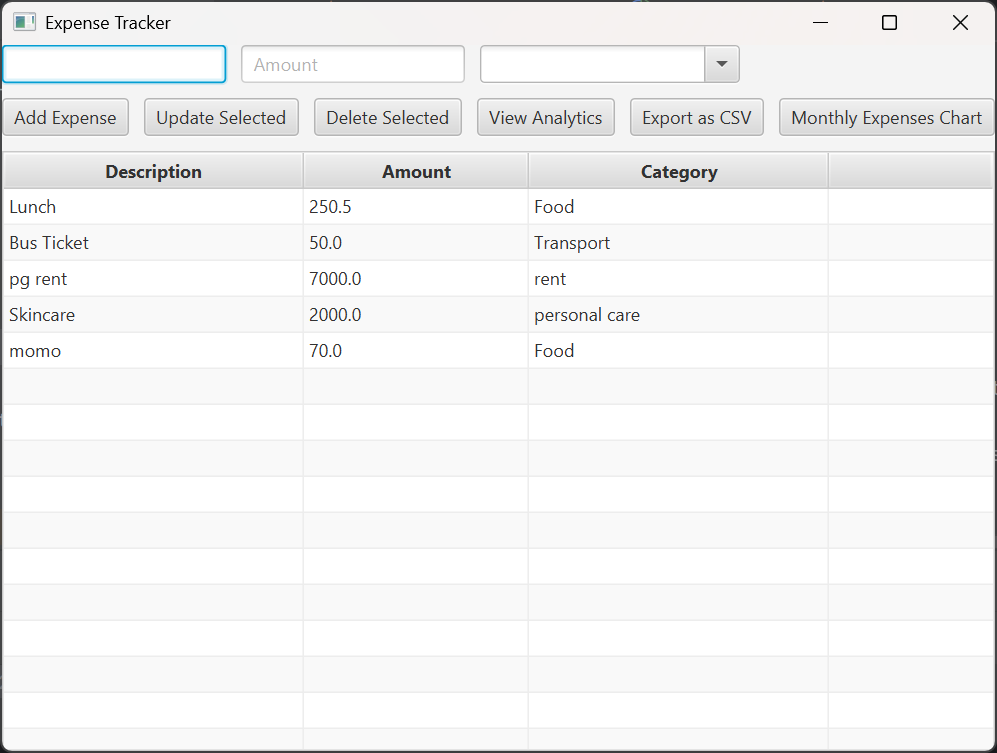 Expense Tracker
Amount
Add Expense Update Selected Delete Selected View Analytics Export as CSV Monthly Expenses Chart
Description Amount Category
Lunch 250.5 Food
Bus Ticket 50.0 Transport
pg rent 7000.0 rent
Skincare 2000.0 personal care
momo 70.0 Food